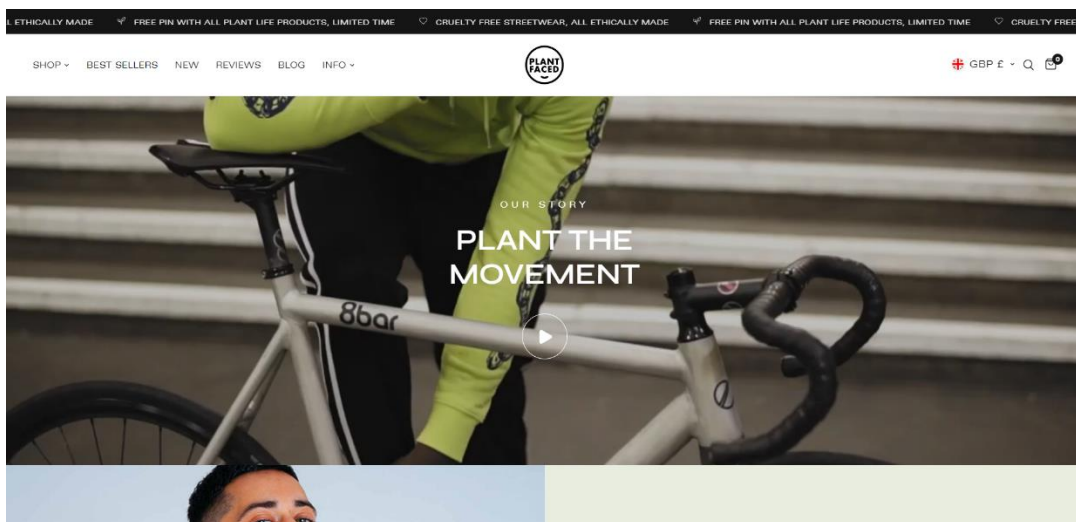 L ETHICALLY MADE FREE PIN WITH ALL PLANT LIFE PRODUCTS, LIMITED TIME CRUELTY FREE STREETWEAR, ALL ETHICALLY MADE FREE PIN WITH ALL PLANT LIFE PRODUCTS, LIMITED TIME CRUELTY FREE
SHOP BEST SELLERS NEW REVIEWS BLOG INFO
PLANT
FACED
GBP £ 0
OUR STORY
PLANT THE
MOVEMENT
8bar